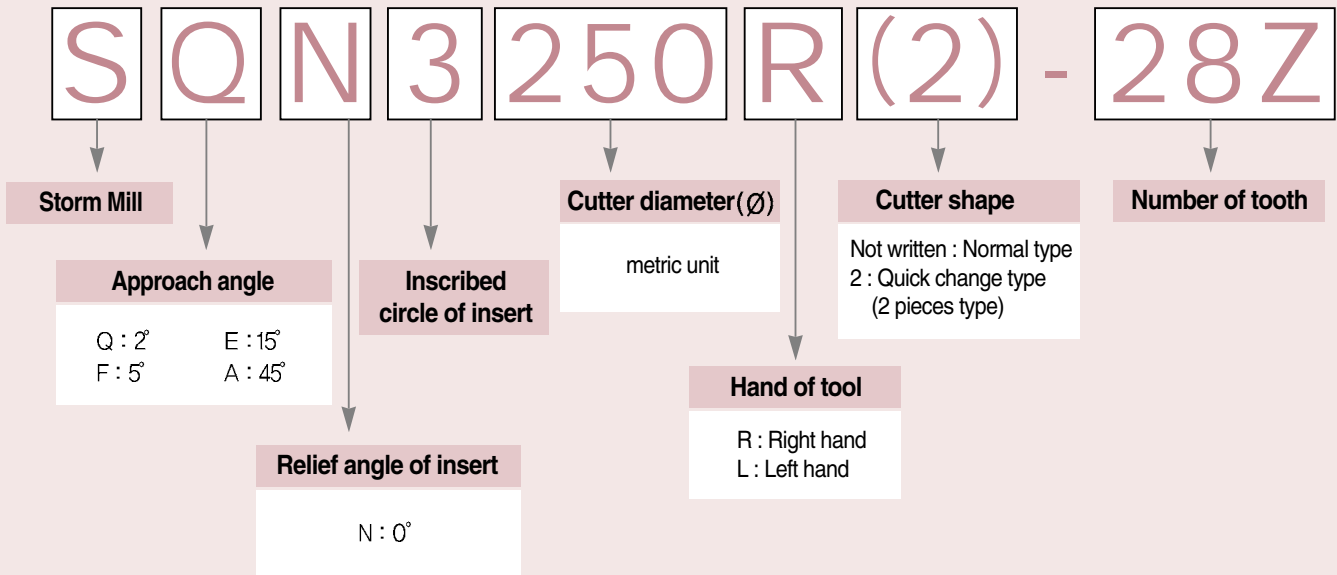 SQN3250R(2)-28Z
Storm Mill
Approach angle
Q : 2° E : 15°
F : 5° A : 45°
Relief angle of insert
N : 0°
Inscribed
circle of insert
Cutter diameter(Ø)
metric unit
Hand of tool
R : Right hand
L : Left hand
Cutter shape
Not written : Normal type
2 : Quick change type
(2 pieces type)
Number of tooth